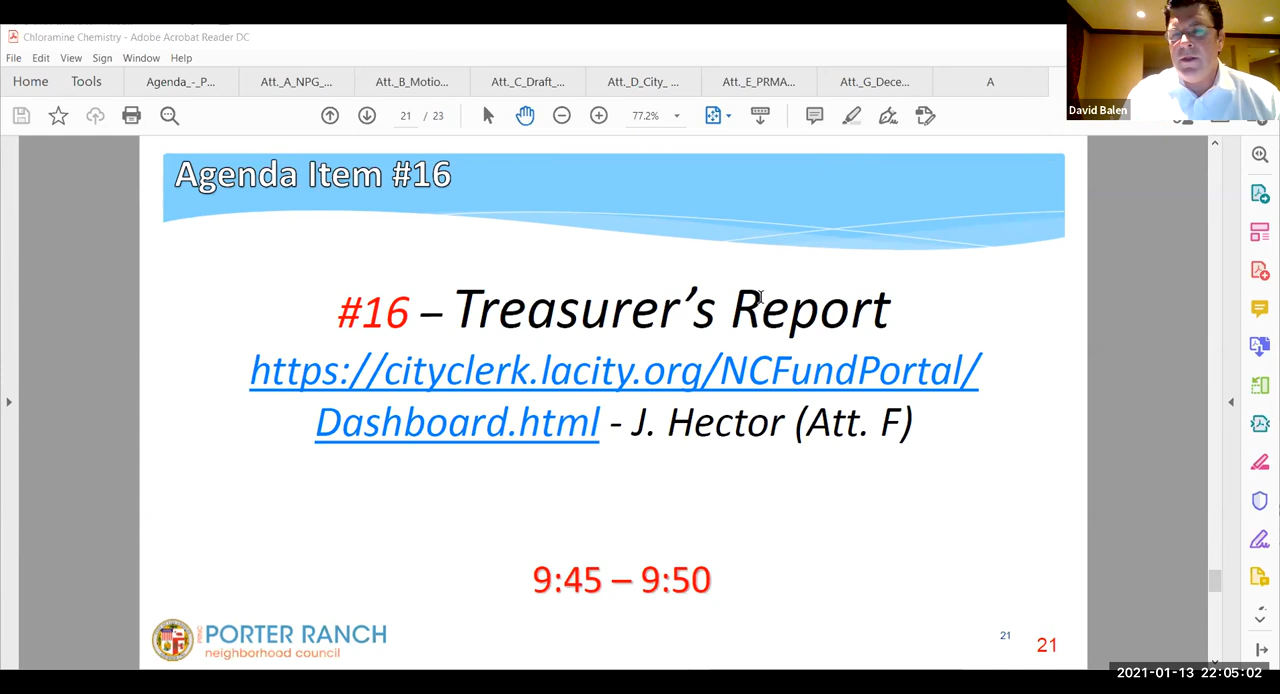 Chloramine Chemistry - Adobe Acrobat Reader DC
File Edit View Sign Window Help
Home Tools Agenda_-_P... Att._A_NPG_... Att._B_Motio... Att._C_Draft_... Att._D_City_ ... Att._E_PRMA... Att._G_Dece... A
David Balen
21 / 23 77.2%
Agenda Item #16
#16 – Treasurer’s Report
https://cityclerk.lacity.org/NCFundPortal/
Dashboard.html - J. Hector (Att. F)
9:45 – 9:50
PORTER RANCH
neighborhood council
21
21
2021-01-13 22:05:02